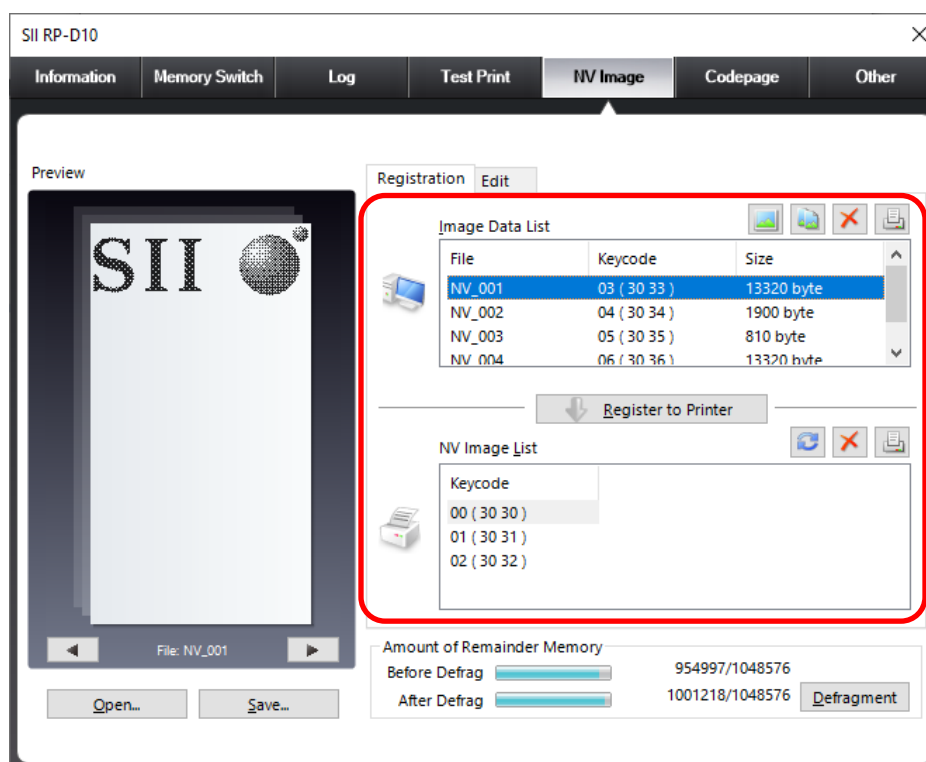 SII RP-D10
Information Memory Switch Log Test Print NV Image Codepage Other
Preview
SII
File: NV_001
Open...
Save...
Registration Edit
Image Data List
File Keycode Size
NV_001 03 ( 30 33 ) 13320 byte
NV_002 04 ( 30 34 ) 1900 byte
NV_003 05 ( 30 35 ) 810 byte
NV_004 06 ( 30 36 ) 13320 byte
Register to Printer
NV Image List
Keycode
00 ( 30 30 )
01 ( 30 31 )
02 ( 30 32 )
Amount of Remainder Memory
Before Defrag 954997/1048576
After Defrag 1001218/1048576
Defragment